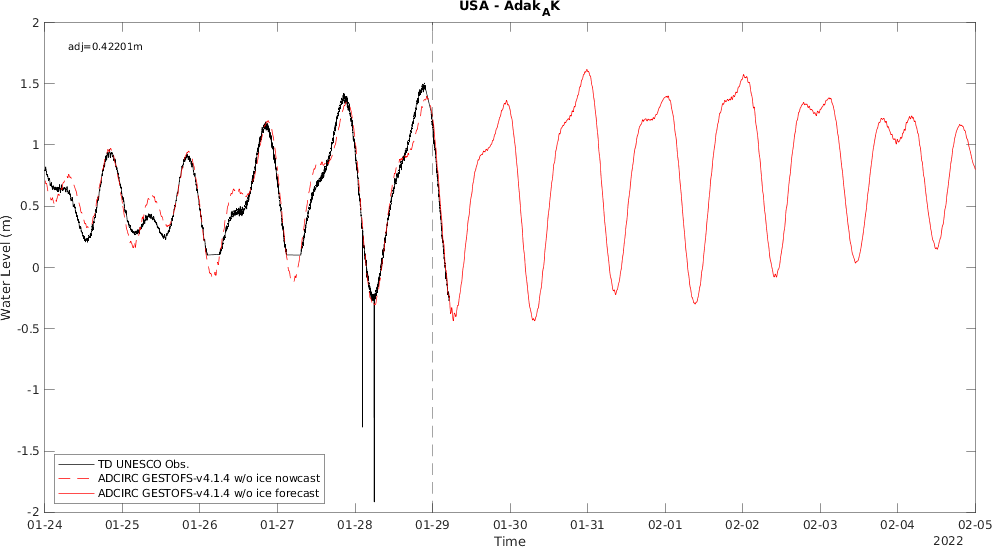 USA - Adak_AK
2
adj=0.42201m
1.5
1
0.5
0
-0.5
-1
-1.5
-2
Water Level (m)
TD UNESCO Obs.
ADCIRC GESTOFS-v4.1.4 w/o ice nowcast
ADCIRC GESTOFS-v4.1.4 w/o ice forecast
01-24 01-25 01-26 01-27 01-28 01-29 01-30 01-31 02-01 02-02 02-03 02-04 02-05
Time
2022